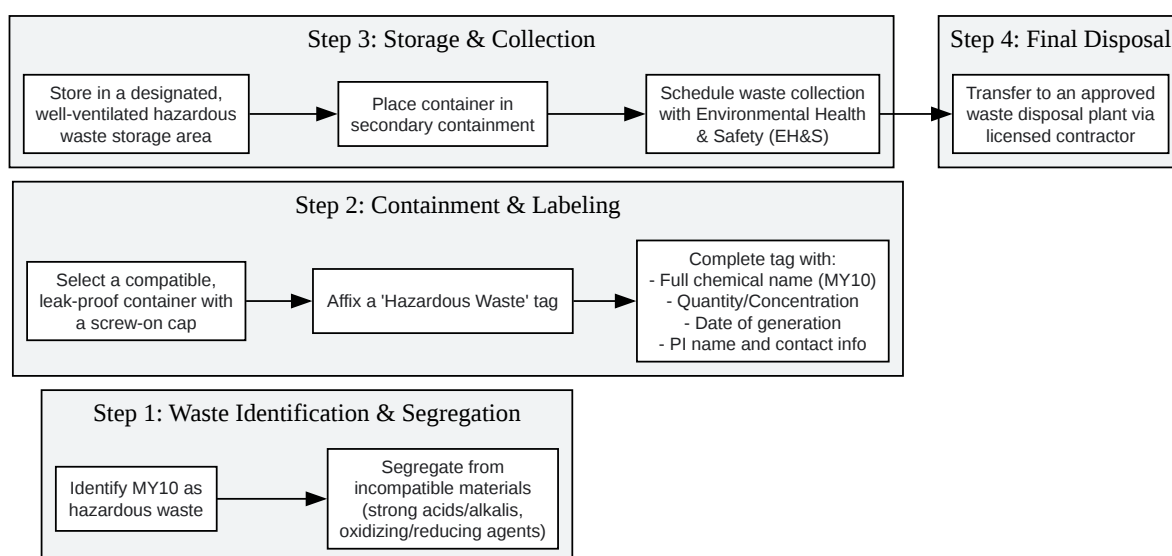 Step 3: Storage & Collection
Store in a designated,
well-ventilated hazardous
waste storage area
Place container in
secondary containment
Schedule waste collection
with Environmental Health
& Safety (EH&S)
Step 4: Final Disposal
Transfer to an approved
waste disposal plant via
licensed contractor
Step 2: Containment & Labeling
Select a compatible,
leak-proof container with
a screw-on cap
Affix a 'Hazardous Waste' tag
Complete tag with:
- Full chemical name (MY10)
- Quantity/Concentration
- Date of generation
- PI name and contact info
Step 1: Waste Identification & Segregation
Identify MY10 as
hazardous waste
Segregate from
incompatible materials
(strong acids/alkalis,
oxidizing/reducing agents)